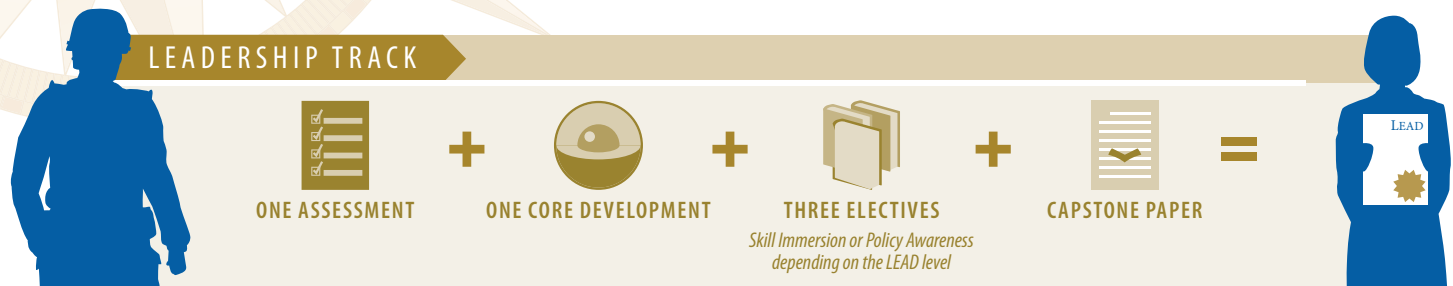 LEADERSHIP TRACK
LEAD
+ + + =
ONE ASSESSMENT
ONE CORE DEVELOPMENT
THREE ELECTIVES
CAPSTONE PAPER
Skill Immersion or Policy Awareness
depending on the LEAD level